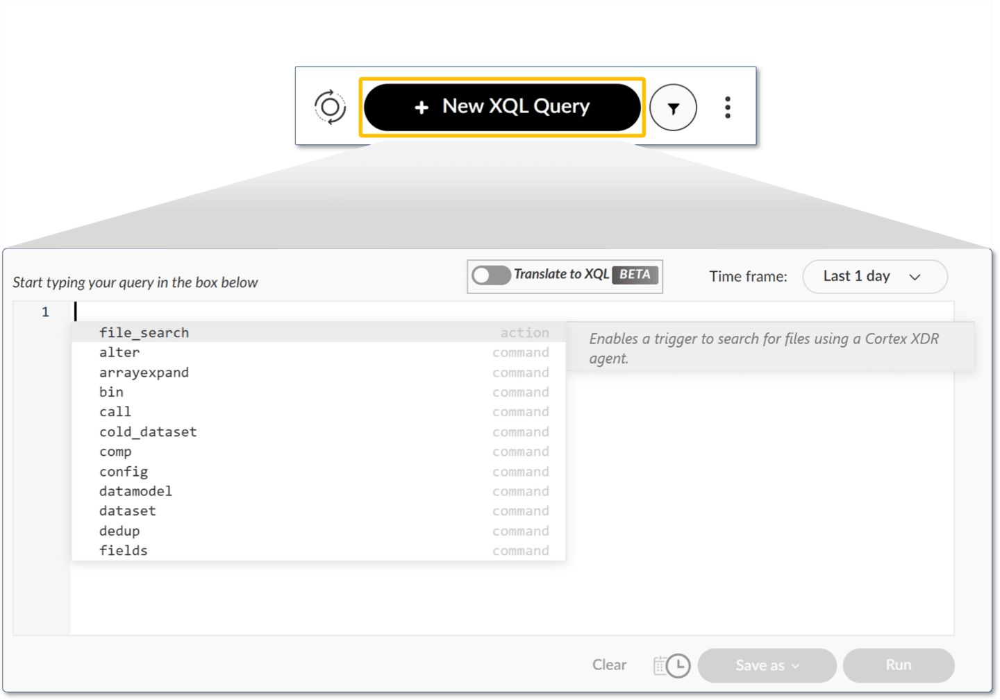 + New XQL Query
Start typing your query in the box below
Translate to XQL BETA
Time frame: Last 1 day
1
file_search action
Enables a trigger to search for files using a Cortex XDR
agent.
alter command
arrayexpand command
bin command
call command
cold_dataset command
comp command
config command
datamodel command
dataset command
dedup command
fields command
Clear
Save as
Run